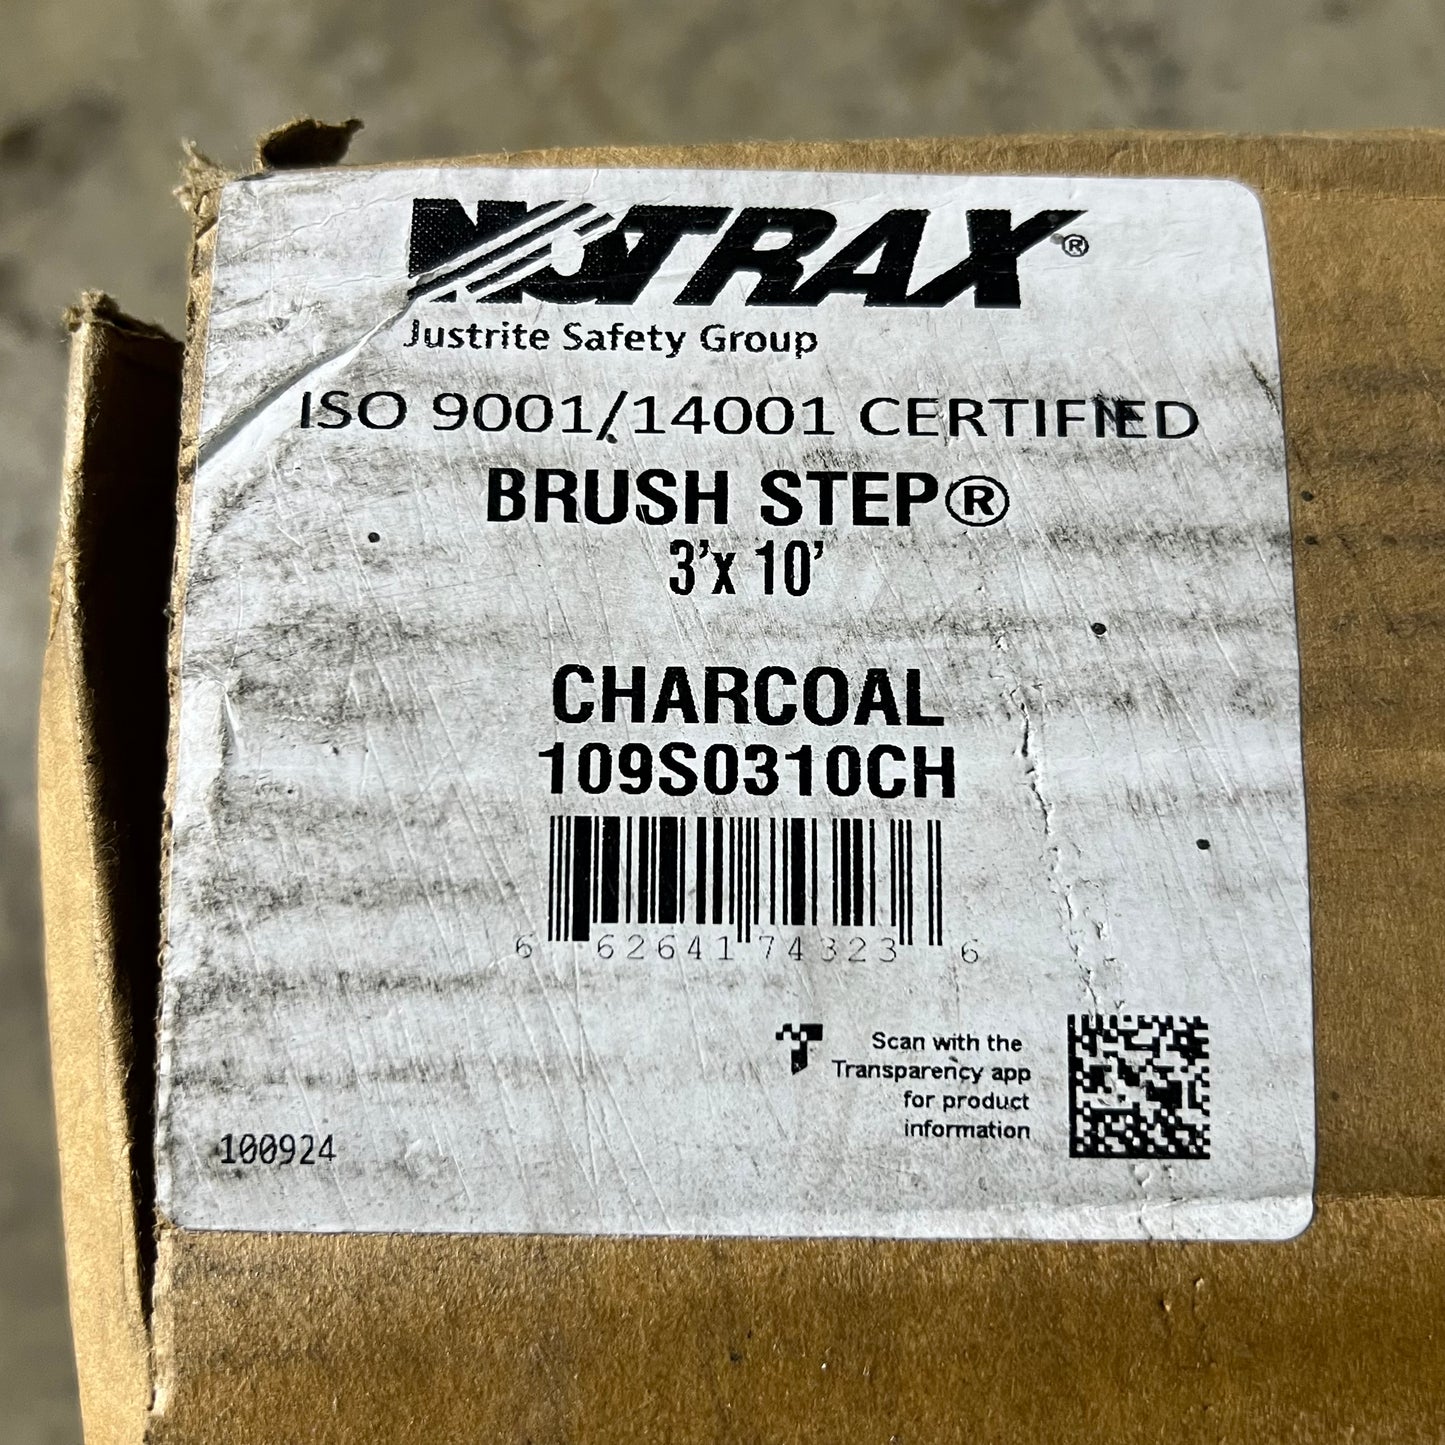 NOTRAX®
Justrite Safety Group
ISO 9001/14001 CERTIFIED
BRUSH STEP®
3'x 10'
CHARCOAL
109S0310CH
6 62641 74323 6
Scan with the
Transparency app
for product
information
100924